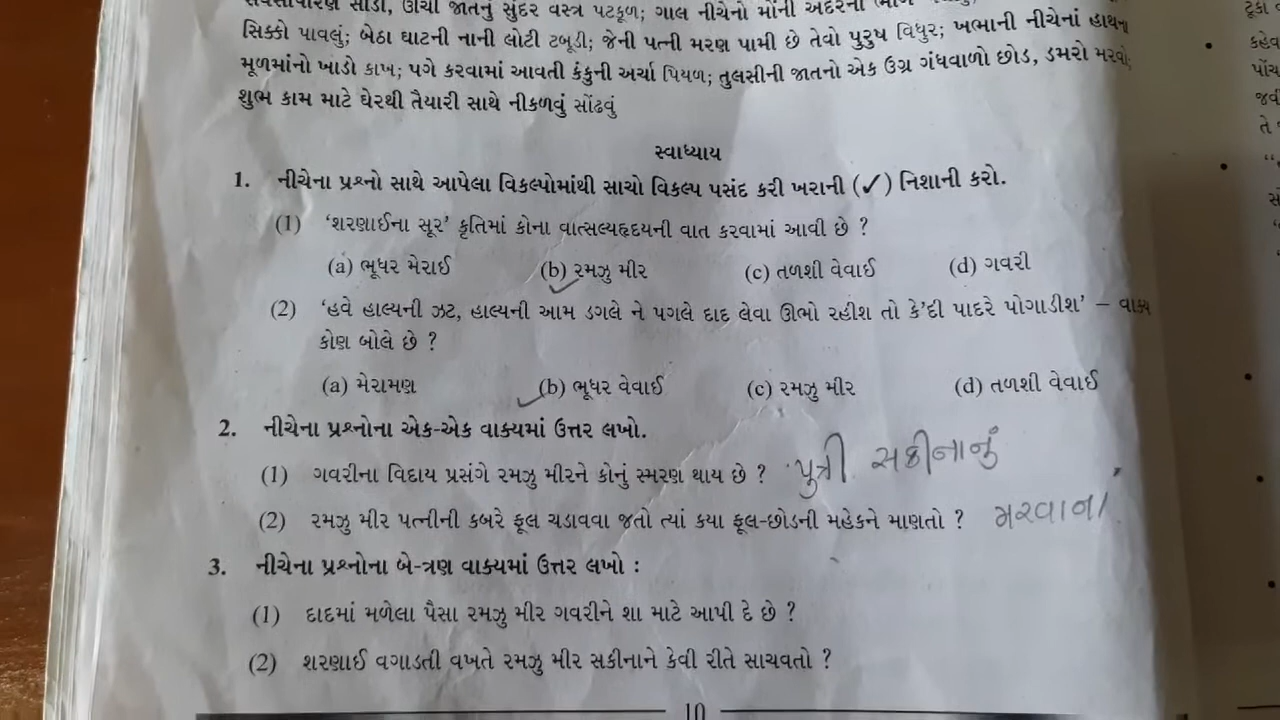 સાડી, ઊંચી જાતનું સુંદર વસ્ત્ર પટકૂળ; ગાલ નીચેનો મોંની અંદરનો
સિક્કો પાવલું; બેઠા ઘાટની નાની લોટી ટબૂડી; જેની પત્ની મરણ પામી છે તેવો પુરુષ વિધુર; ખભાની નીચેનાં હાથના
મૂળમાંનો ખાડો કાખ; પગે કરવામાં આવતી કંકુની અર્ચા પિયળ; તુલસીની જાતનો એક ઉગ્ર ગંધવાળો છોડ, ડમરો મરવો;
શુભ કામ માટે ઘેરથી તૈયારી સાથે નીકળવું સોંઢવું
સ્વાધ્યાય
1. નીચેના પ્રશ્નો સાથે આપેલા વિકલ્પોમાંથી સાચો વિકલ્પ પસંદ કરી ખરાની (✓) નિશાની કરો.
(1) ‘શરણાઈના સૂર’ કૃતિમાં કોના વાત્સલ્યહૃદયની વાત કરવામાં આવી છે ?
(a) ભૂધર મેરાઈ (b) રમઝુ મીર (c) તળશી વેવાઈ (d) ગવરી
(2) ‘હવે હાલ્યની ઝટ, હાલ્યની આમ ડગલે ને પગલે દાદ લેવા ઊભો રહીશ તો કે’દી પાદરે પોગાડીશ’ – વાક્ય
કોણ બોલે છે ?
(a) મેરામણ (b) ભૂધર વેવાઈ (c) રમઝુ મીર (d) તળશી વેવાઈ
2. નીચેના પ્રશ્નોના એક-એક વાક્યમાં ઉત્તર લખો.
(1) ગવરીના વિદાય પ્રસંગે રમઝુ મીરને કોનું સ્મરણ થાય છે ? પુત્રી સકીનાનું
(2) રમઝુ મીર પત્નીની કબરે ફૂલ ચડાવવા જતો ત્યાં કયા ફૂલ-છોડની મહેકને માણતો ? મરવાના
3. નીચેના પ્રશ્નોના બે-ત્રણ વાક્યમાં ઉત્તર લખો :
(1) દાદમાં મળેલા પૈસા રમઝુ મીર ગવરીને શા માટે આપી દે છે ?
(2) શરણાઈ વગાડતી વખતે રમઝુ મીર સકીનાને કેવી રીતે સાચવતો ?
10